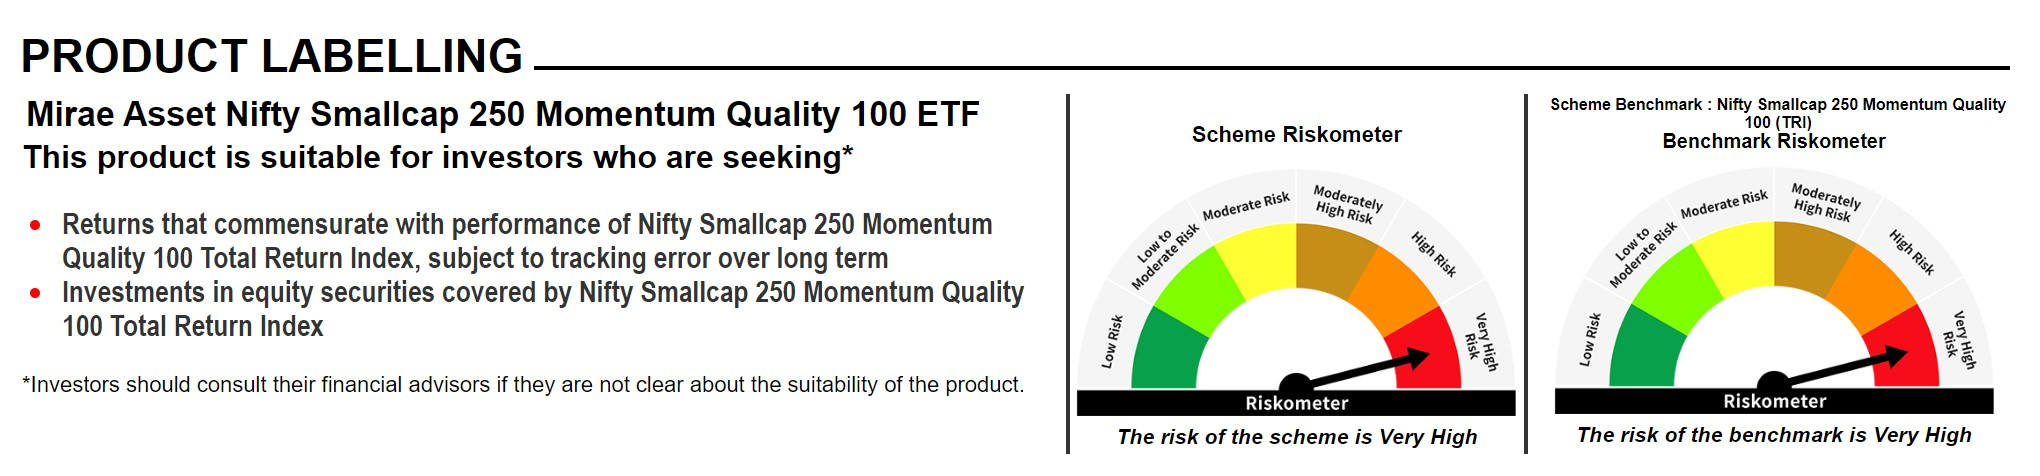 PRODUCT LABELLING
Mirae Asset Nifty Smallcap 250 Momentum Quality 100 ETF
This product is suitable for investors who are seeking*
Returns that commensurate with performance of Nifty Smallcap 250 Momentum
Quality 100 Total Return Index, subject to tracking error over long term
Investments in equity securities covered by Nifty Smallcap 250 Momentum Quality
100 Total Return Index
*Investors should consult their financial advisors if they are not clear about the suitability of the product.
Scheme Riskometer
Low Risk
Low to
Moderate Risk
Moderate Risk
Moderately
High Risk
High Risk
Very High
Risk
Riskometer
The risk of the scheme is Very High
Scheme Benchmark : Nifty Smallcap 250 Momentum Quality
100 (TRI)
Benchmark Riskometer
Low Risk
Low to
Moderate Risk
Moderate Risk
Moderately
High Risk
High Risk
Very High
Risk
Riskometer
The risk of the benchmark is Very High